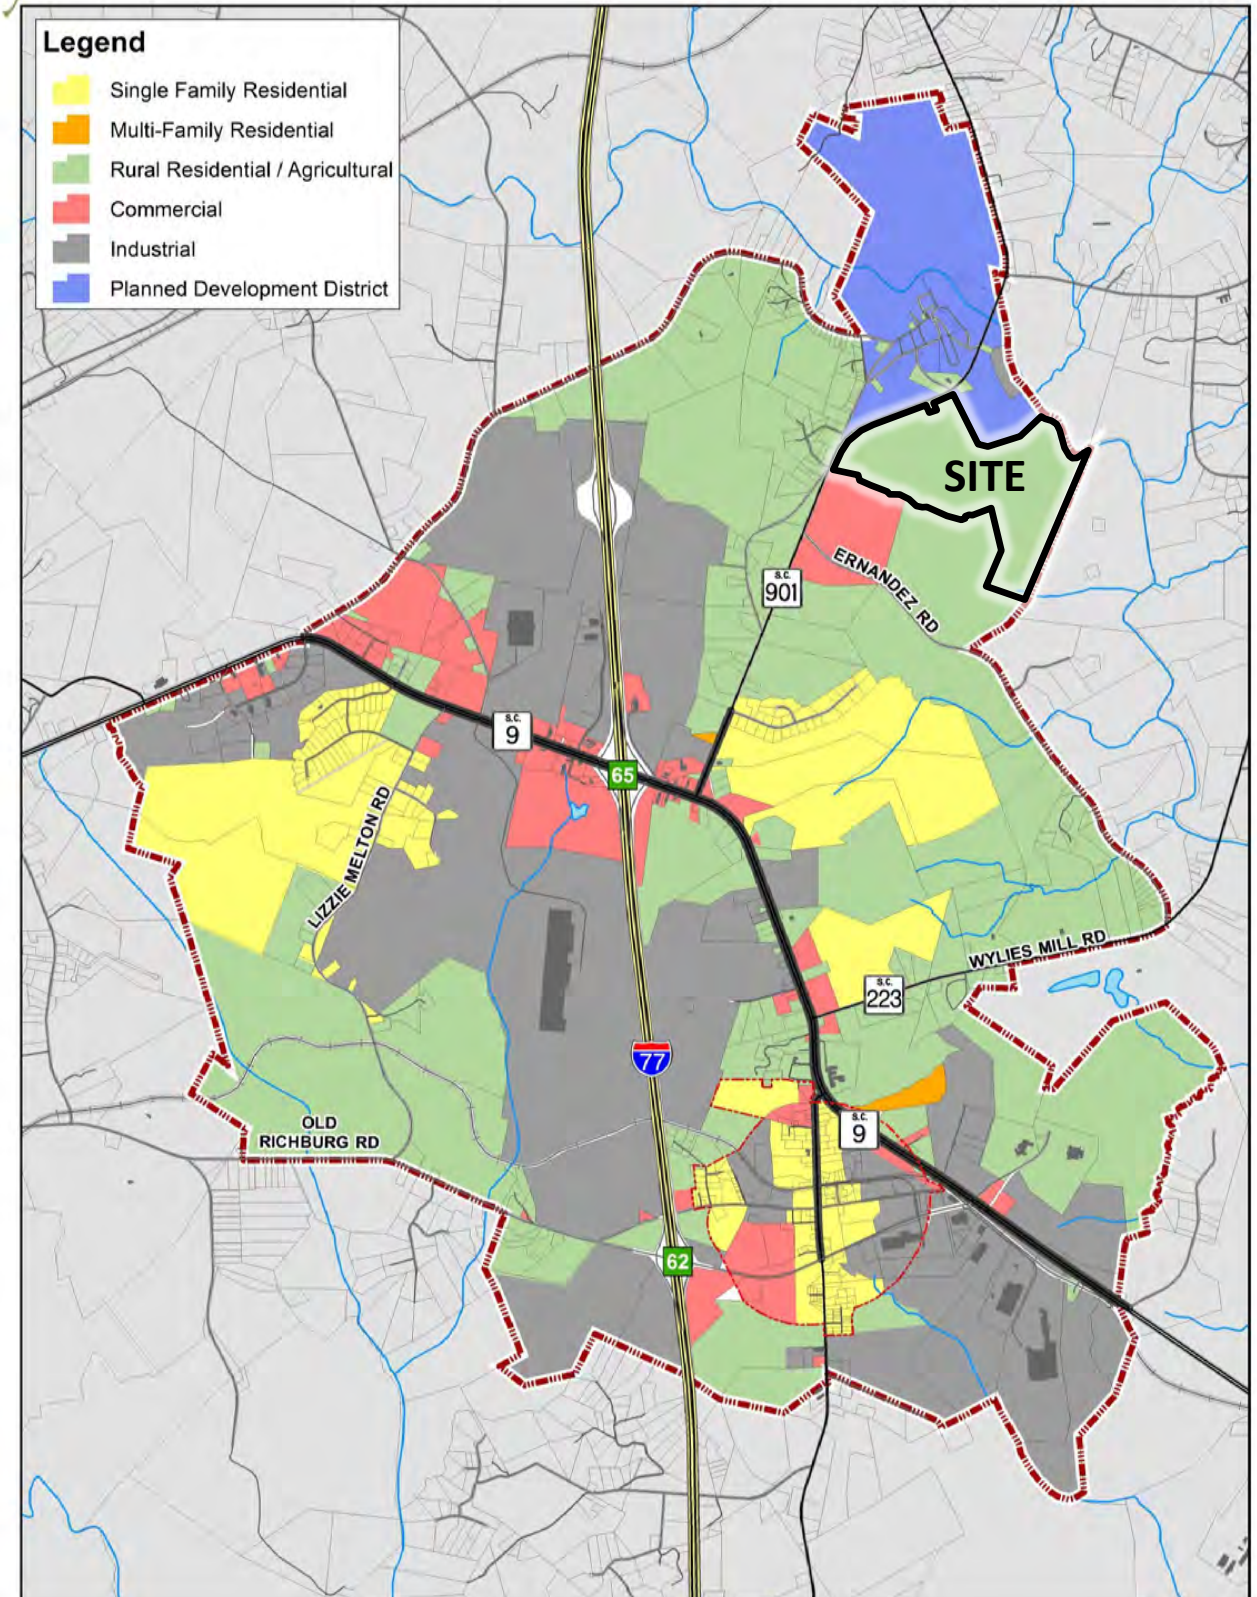 Legend
Single Family Residential
Multi-Family Residential
Rural Residential / Agricultural
Commercial
Industrial
Planned Development District
SITE
S.C.
901
ERNANDEZ RD
S.C.
9
65
LIZZIE MELTON RD
WYLIES MILL RD
S.C.
223
77
OLD
RICHBURG RD
S.C.
9
62